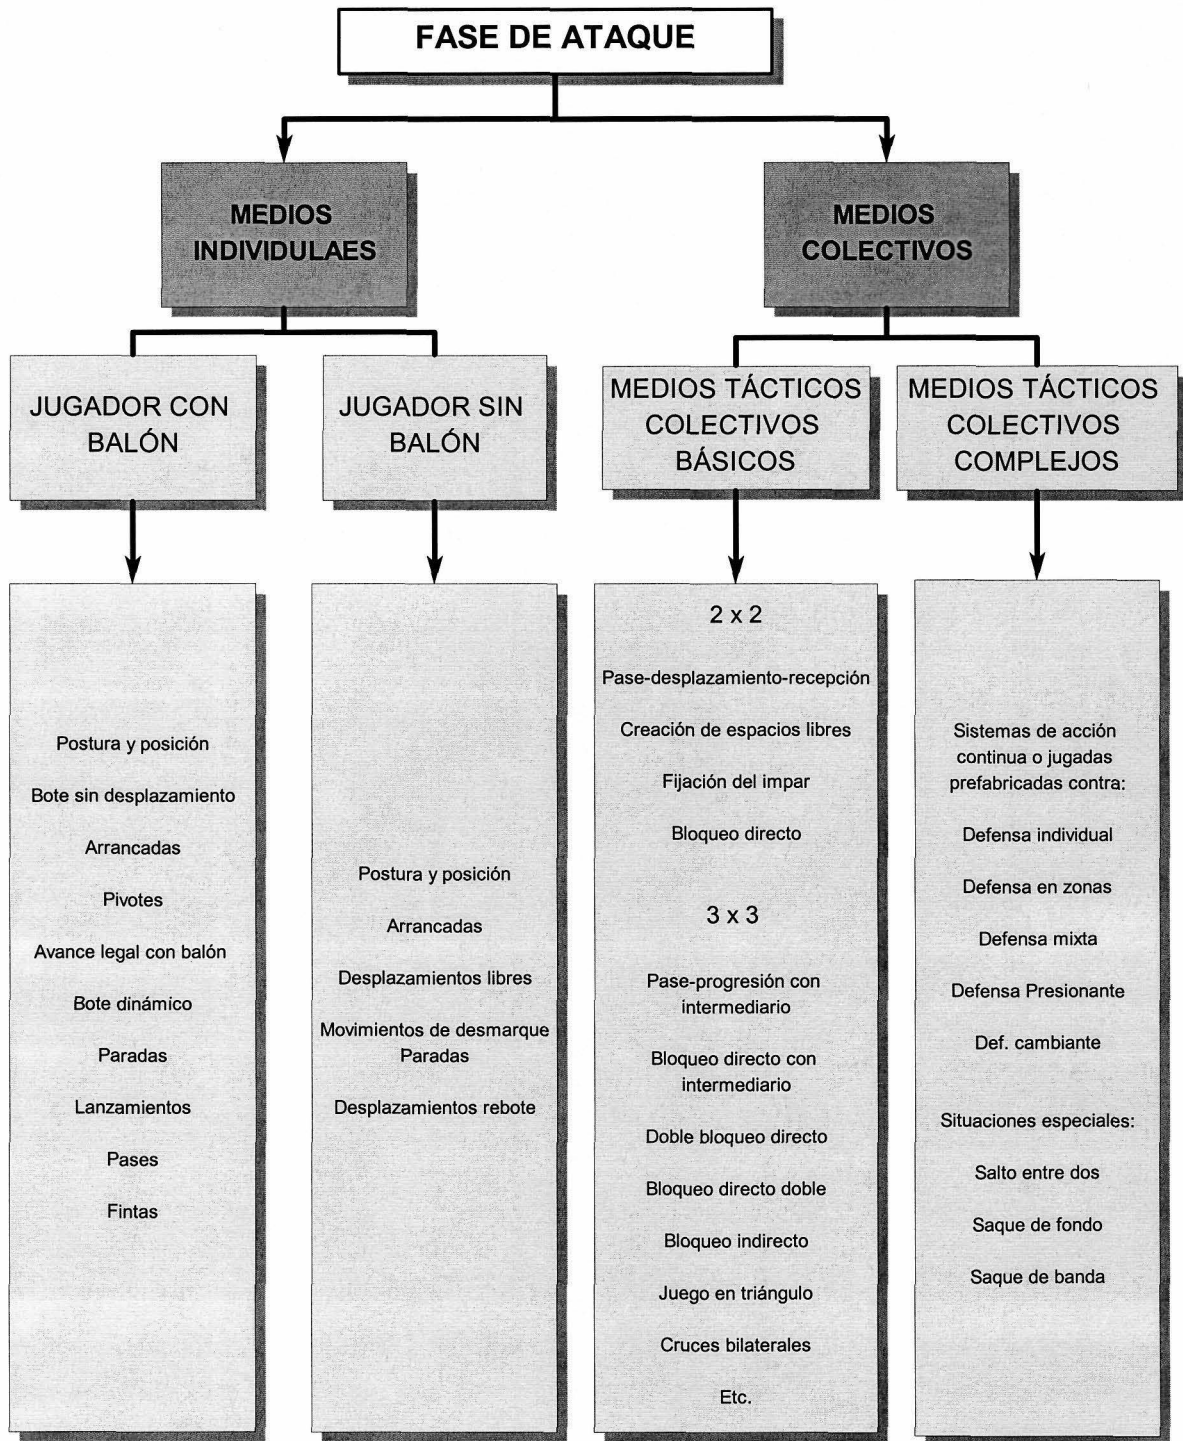 FASE DE ATAQUE
MEDIOS
INDIVIDULAES
MEDIOS
COLECTIVOS
JUGADOR CON
BALÓN
JUGADOR SIN
BALÓN
MEDIOS TÁCTICOS
COLECTIVOS
BÁSICOS
MEDIOS TÁCTICOS
COLECTIVOS
COMPLEJOS
Postura y posición
Bote sin desplazamiento
Arrancadas
Pivotes
Avance legal con balón
Bote dinámico
Paradas
Lanzamientos
Pases
Fintas
Postura y posición
Arrancadas
Desplazamientos libres
Movimientos de desmarque
Paradas
Desplazamientos rebote
2 x 2
Pase-desplazamiento-recepción
Creación de espacios libres
Fijación del impar
Bloqueo directo
3 x 3
Pase-progresión con
intermediario
Bloqueo directo con
intermediario
Doble bloqueo directo
Bloqueo directo doble
Bloqueo indirecto
Juego en triángulo
Cruces bilaterales
Etc.
Sistemas de acción
continua o jugadas
prefabricadas contra:
Defensa individual
Defensa en zonas
Defensa mixta
Defensa Presionante
Def. cambiante
Situaciones especiales:
Salto entre dos
Saque de fondo
Saque de banda